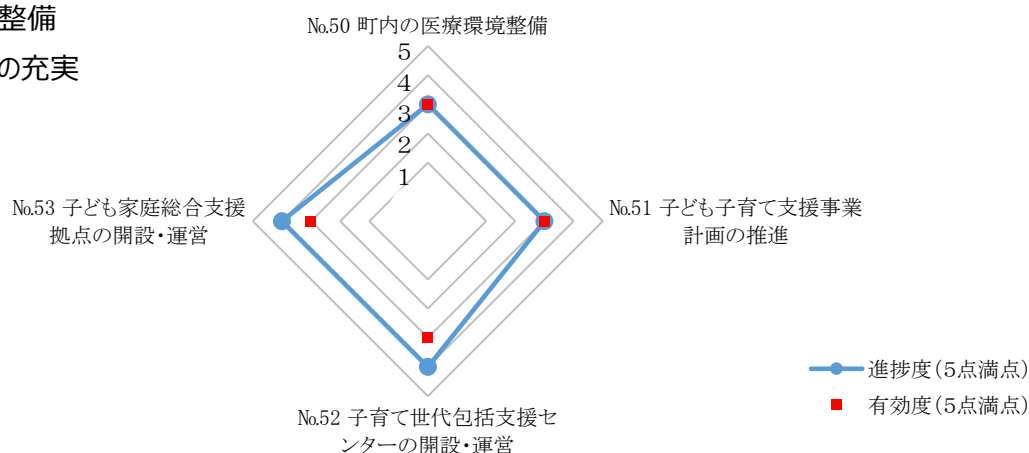 整備
の充実
№50 町内の医療環境整備
5
4
3
2
1
№53 子ども家庭総合支援
拠点の開設・運営
№51 子ども子育て支援事業
計画の推進
№52 子育て世代包括支援セ
ンターの開設・運営
進捗度（5点満点）
有効度（5点満点）